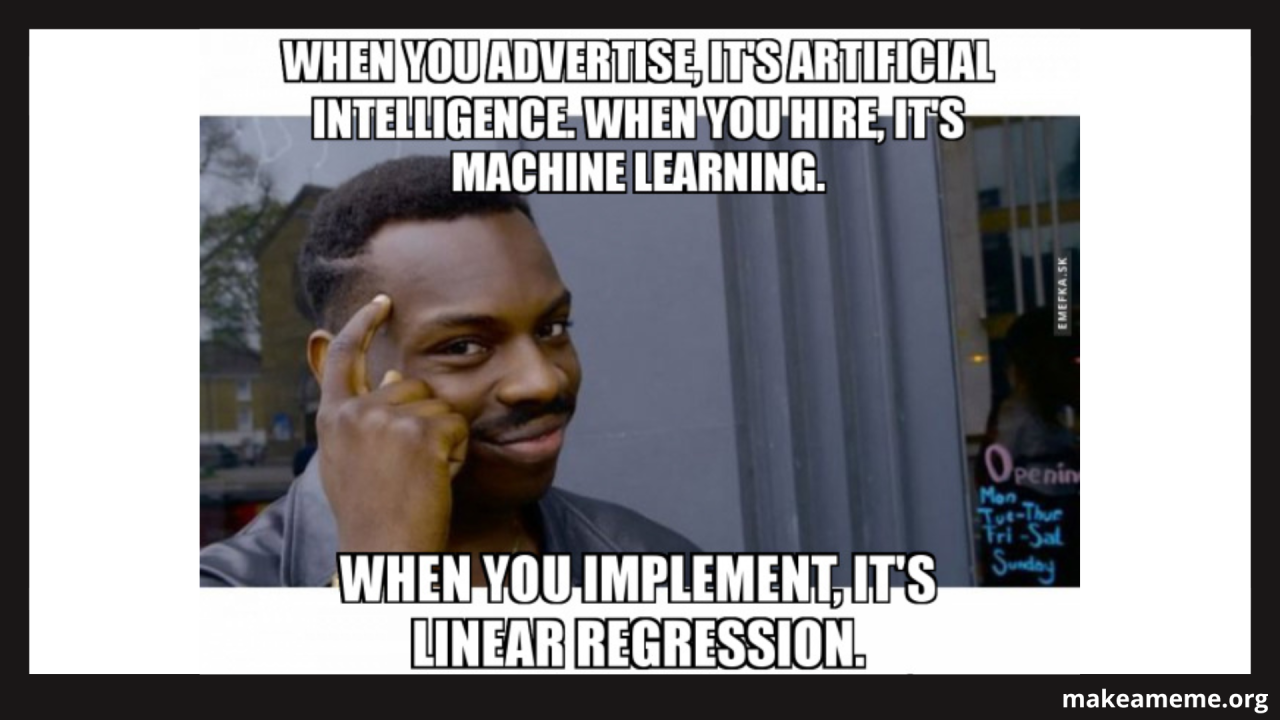 WHEN YOU ADVERTISE, IT'S ARTIFICIAL
INTELLIGENCE. WHEN YOU HIRE, IT'S
MACHINE LEARNING.
EMEFKA.SK
Opening
Mon
Tue-Thur
Fri -Sat
Sunday
WHEN YOU IMPLEMENT, IT'S
LINEAR REGRESSION.
makeameme.org